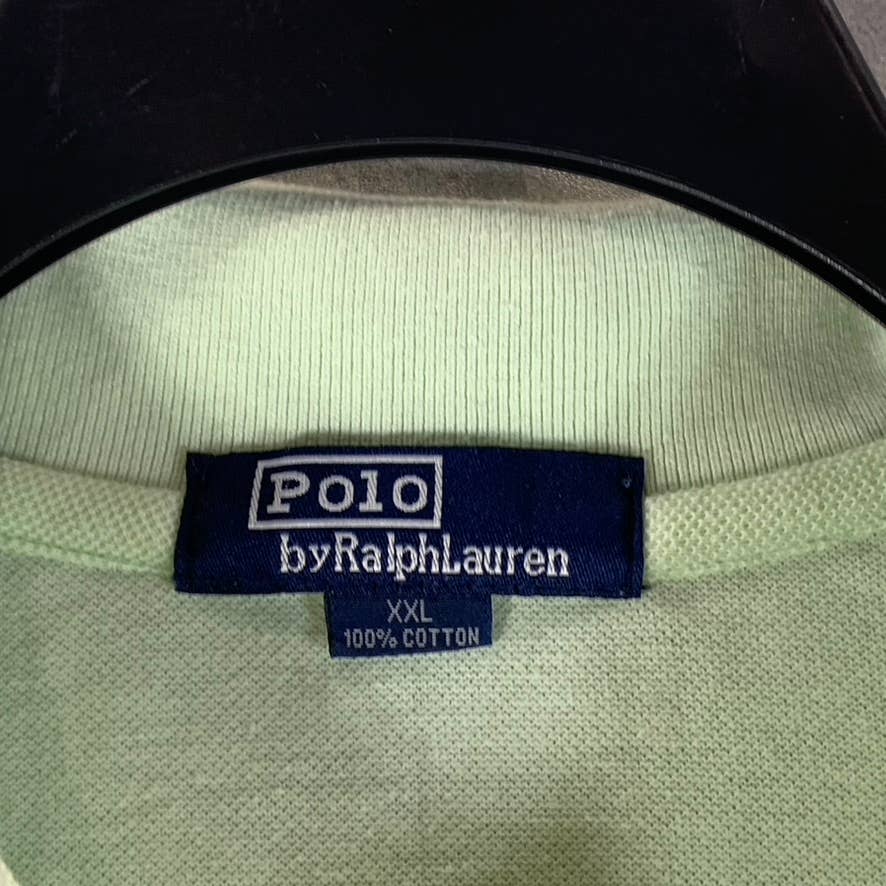 Polo
byRalphLauren
XXL
100% COTTON